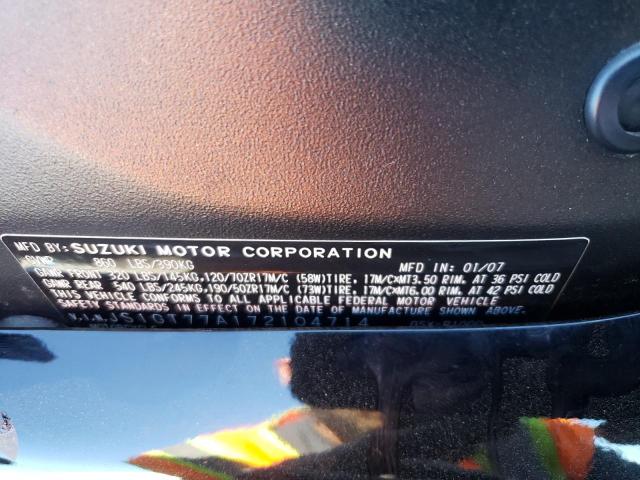 MFD BY: SUZUKI MOTOR CORPORATION
GVWR 860 LBS/390KG MFD IN: 01/07
GAWR FRONT 320 LBS/145KG,120/70ZR17M/C (58W)TIRE, 17M/CXMT3.50 RIM. AT 36 PSI COLD
GAWR REAR 540 LBS/245KG,190/50ZR17M/C (73W)TIRE, 17M/CXMT6.00 RIM. AT 42 PSI COLD
THIS VEHICLE CONFORMS TO ALL APPLICABLE FEDERAL MOTOR VEHICLE
SAFETY STANDARDS IN EFFECT ON THE DATE OF MANUFACTURE SHOWN ABOVE.
V.I.N. JS1GT77A172104714